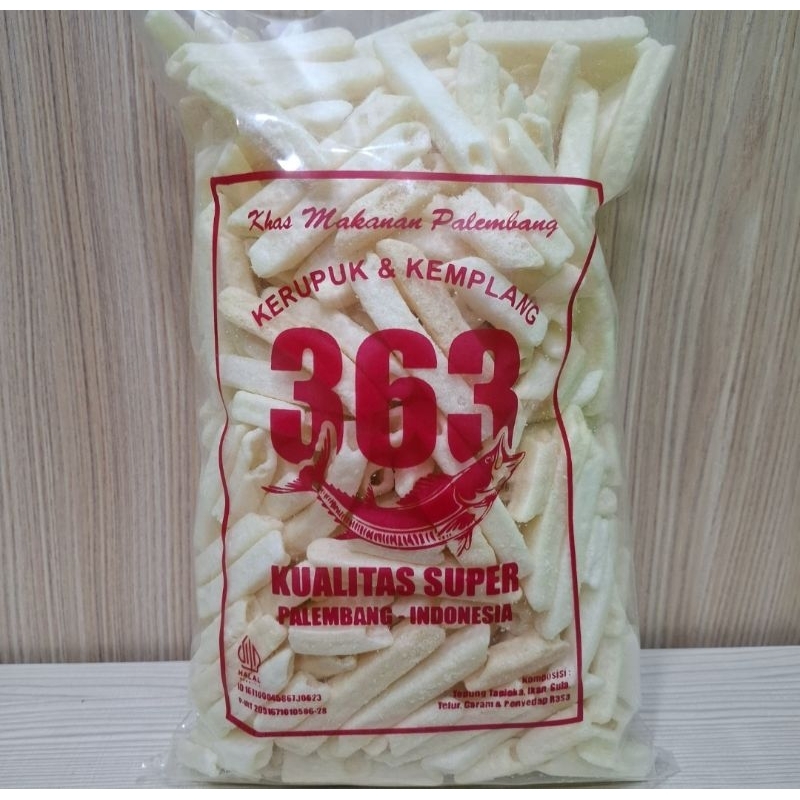 Khas Makanan Palembang
KERUPUK & KEMPLANG
363
KUALITAS SUPER
PALEMBANG - INDONESIA
HALAL
KOMPOSISI :
Tepung Tapioka, Ikan, Gula,
Telur, Garam & Penyedap